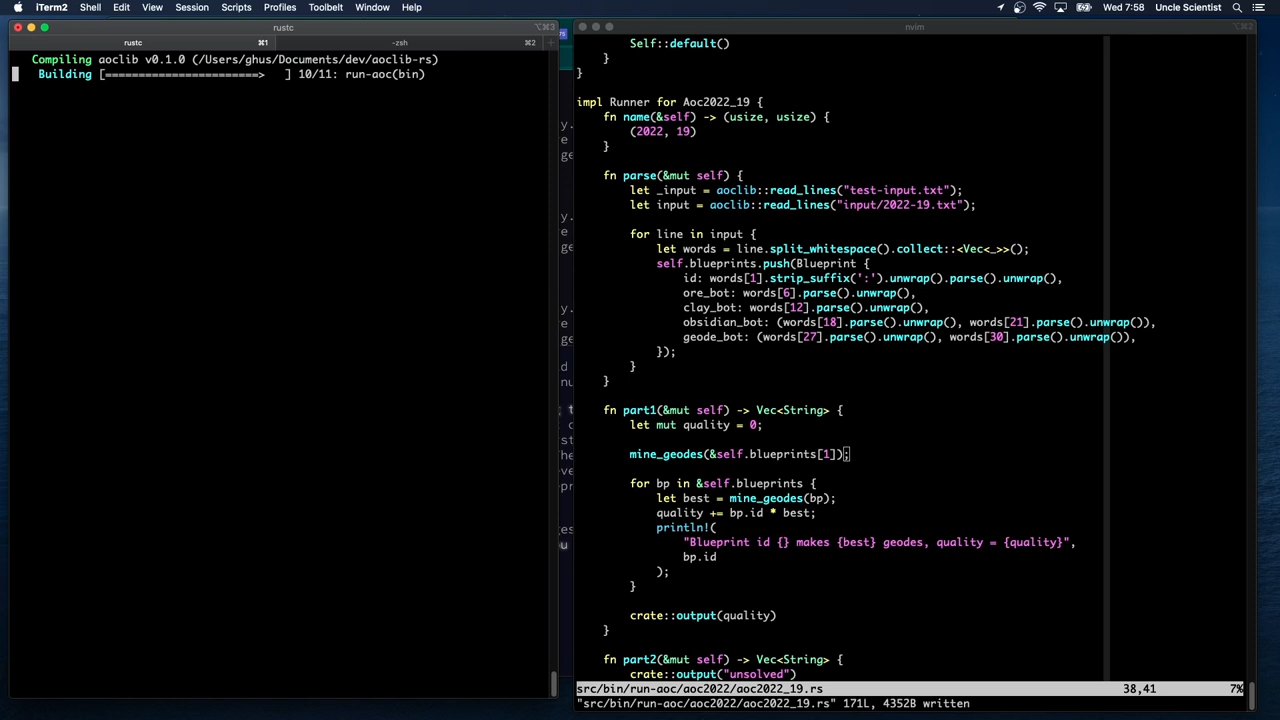 iTerm2 Shell Edit View Session Scripts Profiles Toolbelt Window Help Wed 7:58 Uncle Scientist
rustc ⌥⌘3
rustc ⌘1 -zsh ⌘2
Compiling aoclib v0.1.0 (/Users/ghus/Documents/dev/aoclib-rs)
Building [=======================> ] 10/11: run-aoc(bin)
nvim ⌥⌘2
Self::default()
}
}
impl Runner for Aoc2022_19 {
fn name(&self) -> (usize, usize) {
(2022, 19)
}
fn parse(&mut self) {
let _input = aoclib::read_lines("test-input.txt");
let input = aoclib::read_lines("input/2022-19.txt");
for line in input {
let words = line.split_whitespace().collect::<Vec<_>>();
self.blueprints.push(Blueprint {
id: words[1].strip_suffix(':').unwrap().parse().unwrap(),
ore_bot: words[6].parse().unwrap(),
clay_bot: words[12].parse().unwrap(),
obsidian_bot: (words[18].parse().unwrap(), words[21].parse().unwrap()),
geode_bot: (words[27].parse().unwrap(), words[30].parse().unwrap()),
});
}
}
fn part1(&mut self) -> Vec<String> {
let mut quality = 0;
mine_geodes(&self.blueprints[1]);
for bp in &self.blueprints {
let best = mine_geodes(bp);
quality += bp.id * best;
println!(
"Blueprint id {} makes {best} geodes, quality = {quality}",
bp.id
);
}
crate::output(quality)
}
fn part2(&mut self) -> Vec<String> {
crate::output("unsolved")
src/bin/run-aoc/aoc2022/aoc2022_19.rs 38,41 7%
"src/bin/run-aoc/aoc2022/aoc2022_19.rs" 171L, 4352B written